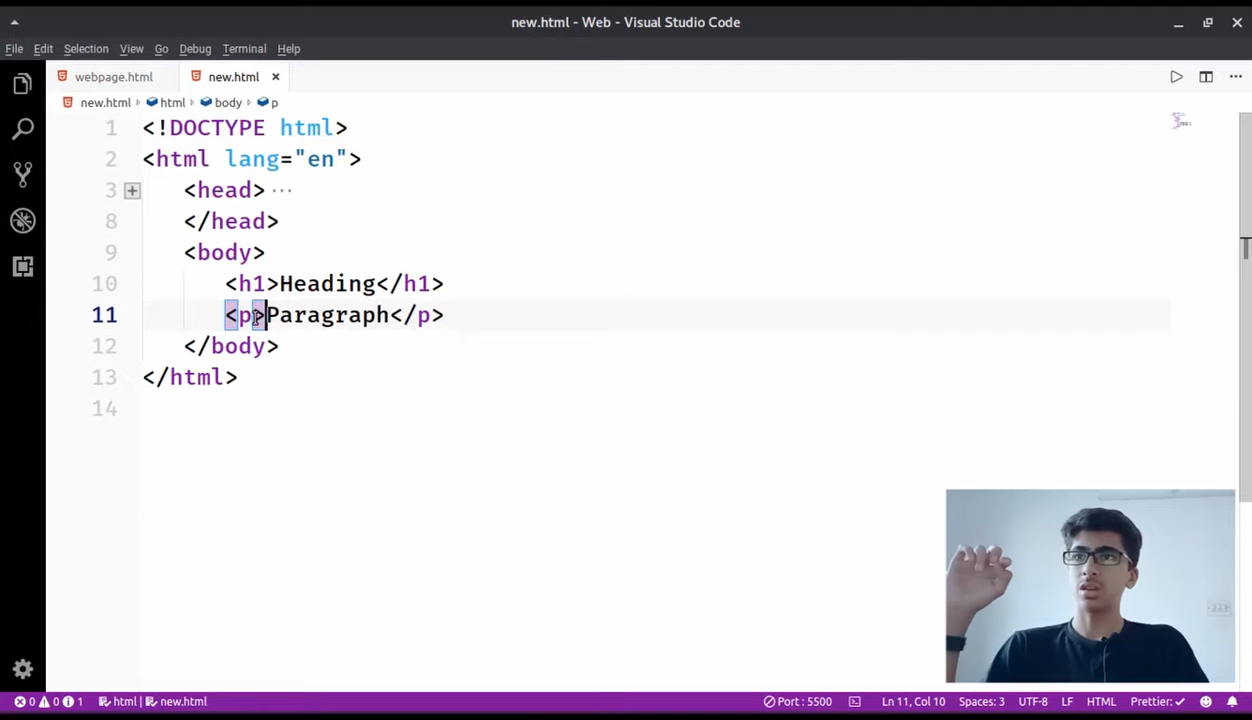 new.html - Web - Visual Studio Code
File Edit Selection View Go Debug Terminal Help
webpage.html new.html
new.html html body p
1 <!DOCTYPE html>
2 <html lang="en">
3 <head> ...
8 </head>
9 <body>
10 <h1>Heading</h1>
11 <p>Paragraph</p>
12 </body>
13 </html>
14
0 0 1 html | new.html Port : 5500 Ln 11, Col 10 Spaces: 3 UTF-8 LF HTML Prettier: